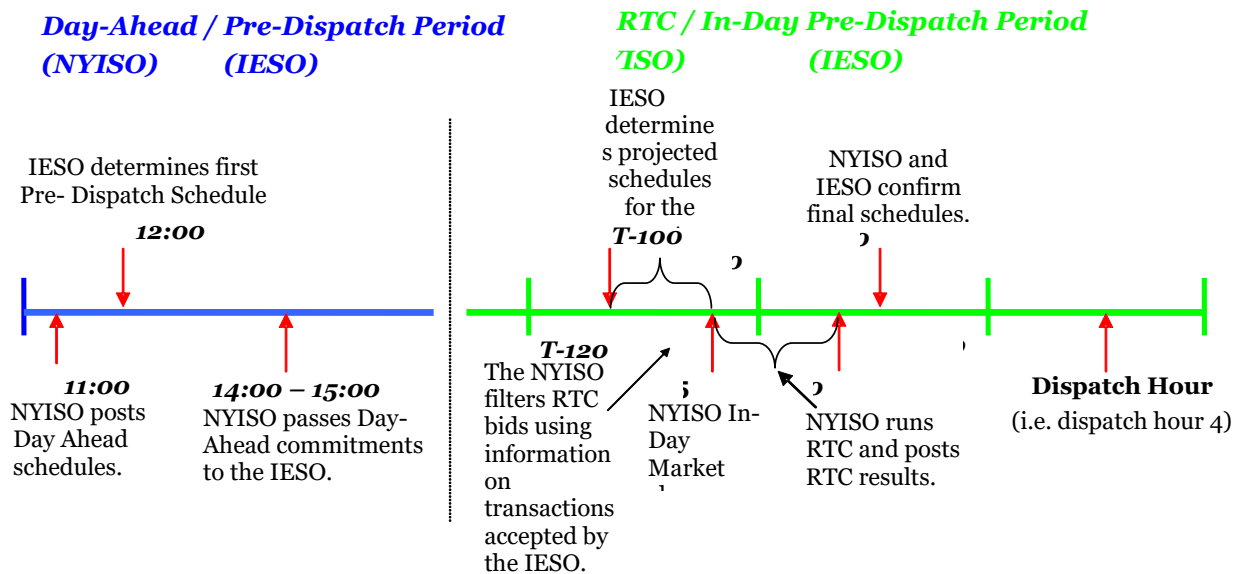 Day-Ahead / Pre-Dispatch Period
(NYISO) (IESO)
RTC / In-Day Pre-Dispatch Period
ISO) (IESO)
IESO determines first
Pre- Dispatch Schedule
12:00
11:00
NYISO posts
Day Ahead
schedules.
14:00 – 15:00
NYISO passes Day-
Ahead commitments
to the IESO.
IESO
determine
s projected
schedules
for the
T-100
NYISO and
IESO confirm
final schedules.
T-120
The NYISO
filters RTC
bids using
information
on
transactions
accepted by
the IESO.
NYISO In-
Day
Market
NYISO runs
RTC and posts
RTC results.
Dispatch Hour
(i.e. dispatch hour 4)